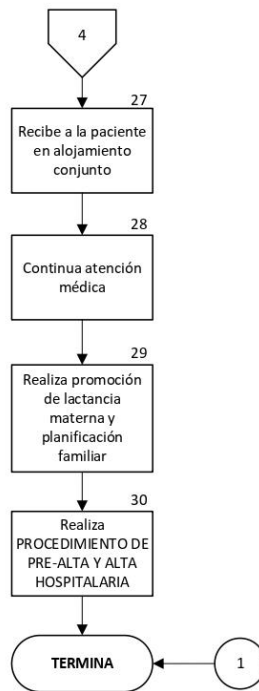 4
27
Recibe a la paciente
en alojamiento
conjunto
28
Continua atención
médica
29
Realiza promoción
de lactancia
materna y
planificación
familiar
30
Realiza
PROCEDIMIENTO DE
PRE-ALTA Y ALTA
HOSPITALARIA
TERMINA
1